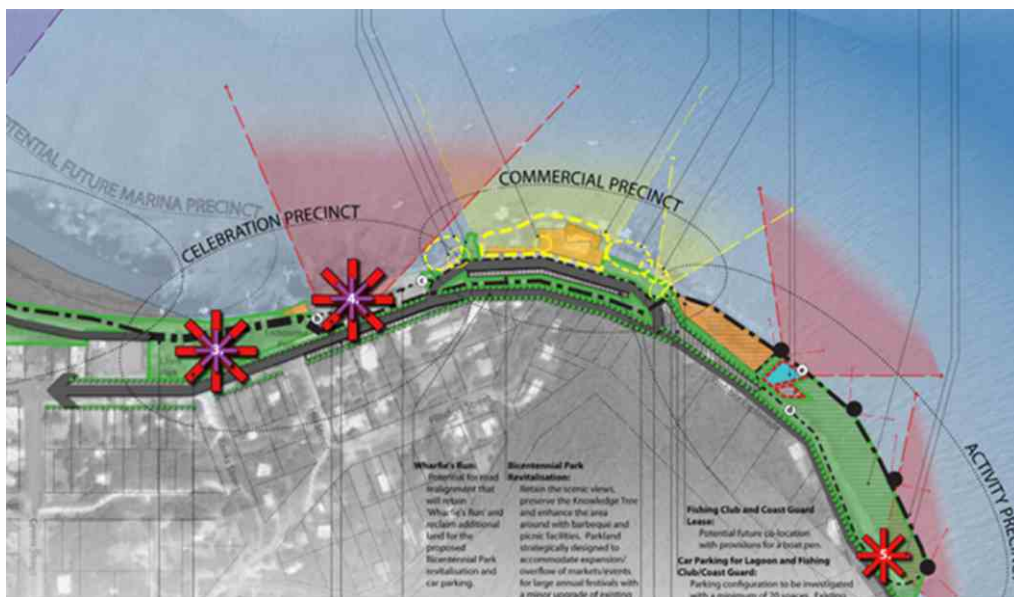 POTENTIAL FUTURE MARINA PRECINCT
CELEBRATION PRECINCT
COMMERCIAL PRECINCT
ACTIVITY PRECINCT
3.
4.
5.
Wharfie's Run:
Potential for road
realignment that
will retain
'Wharfie's Run' and
reclaim additional
land for the
proposed
Bicentennial Park
revitalisation and
car parking.
Bicentennial Park
Revitalisation:
Retain the scenic views,
preserve the Knowledge Tree
and enhance the area
around with barbeque and
picnic facilities. Parkland
strategically designed to
accommodate expansion/
overflow of markets/events
for large annual festivals with
a minor upgrade of existing
Fishing Club and Coast Guard
Lease:
Potential future co-location
with provisions for a boat pen.
Car Parking for Lagoon and Fishing
Club/Coast Guard:
Parking configuration to be investigated
with a minimum of 20 spaces. Existing